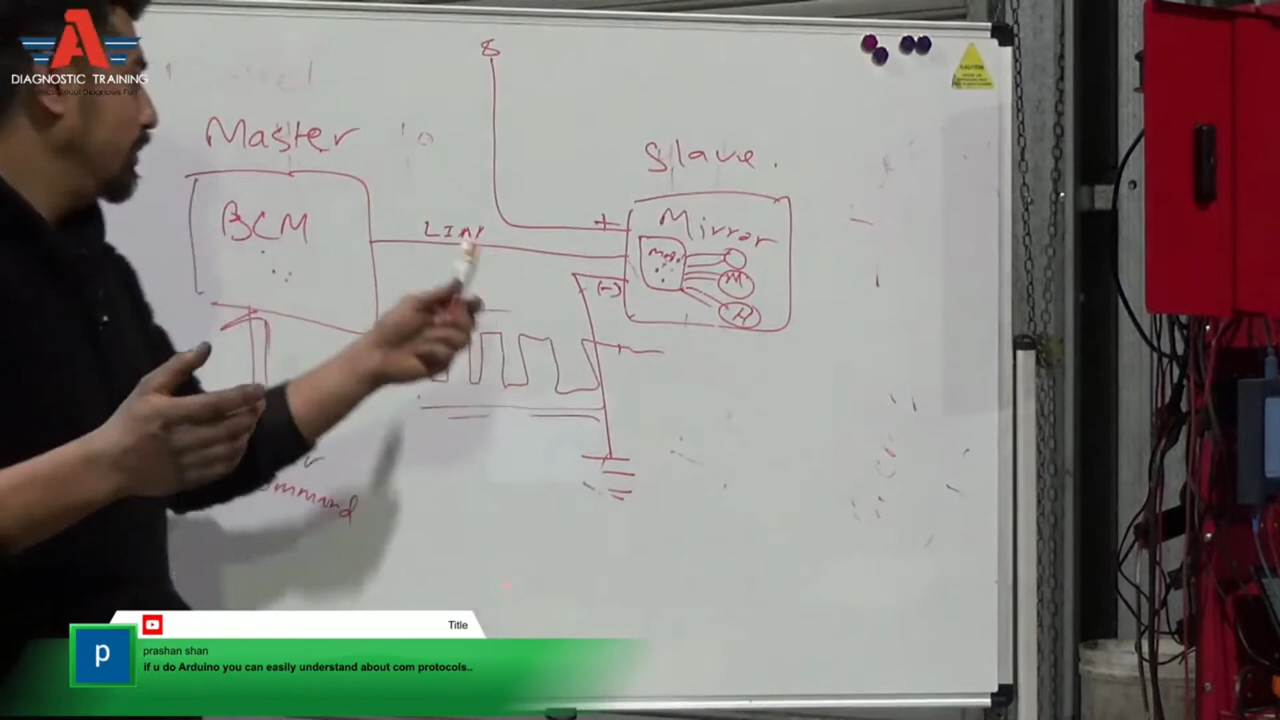 DIAGNOSTIC TRAINING
Master
BCM
LIN
8
Slave.
+
Mirror
M
(-)
ommand
CAUTION
Title
p
prashan shan
if u do Arduino you can easily understand about com protocols..